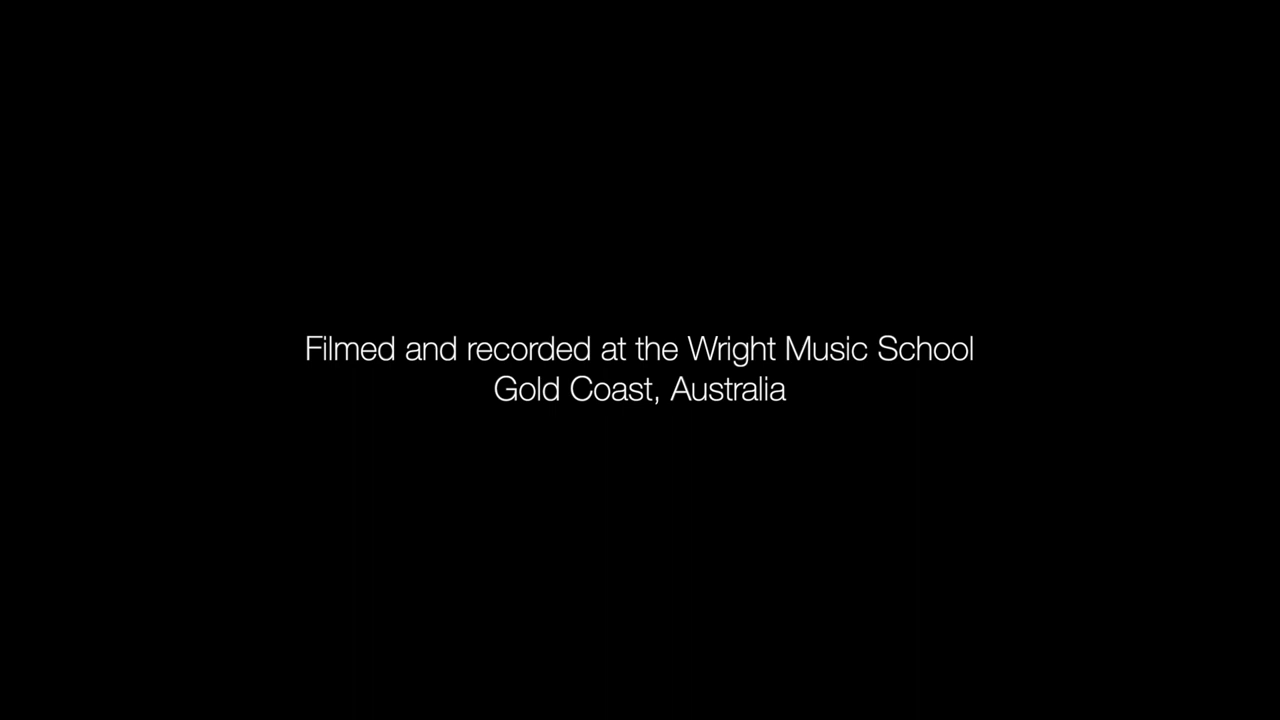 Filmed and recorded at the Wright Music School
Gold Coast, Australia